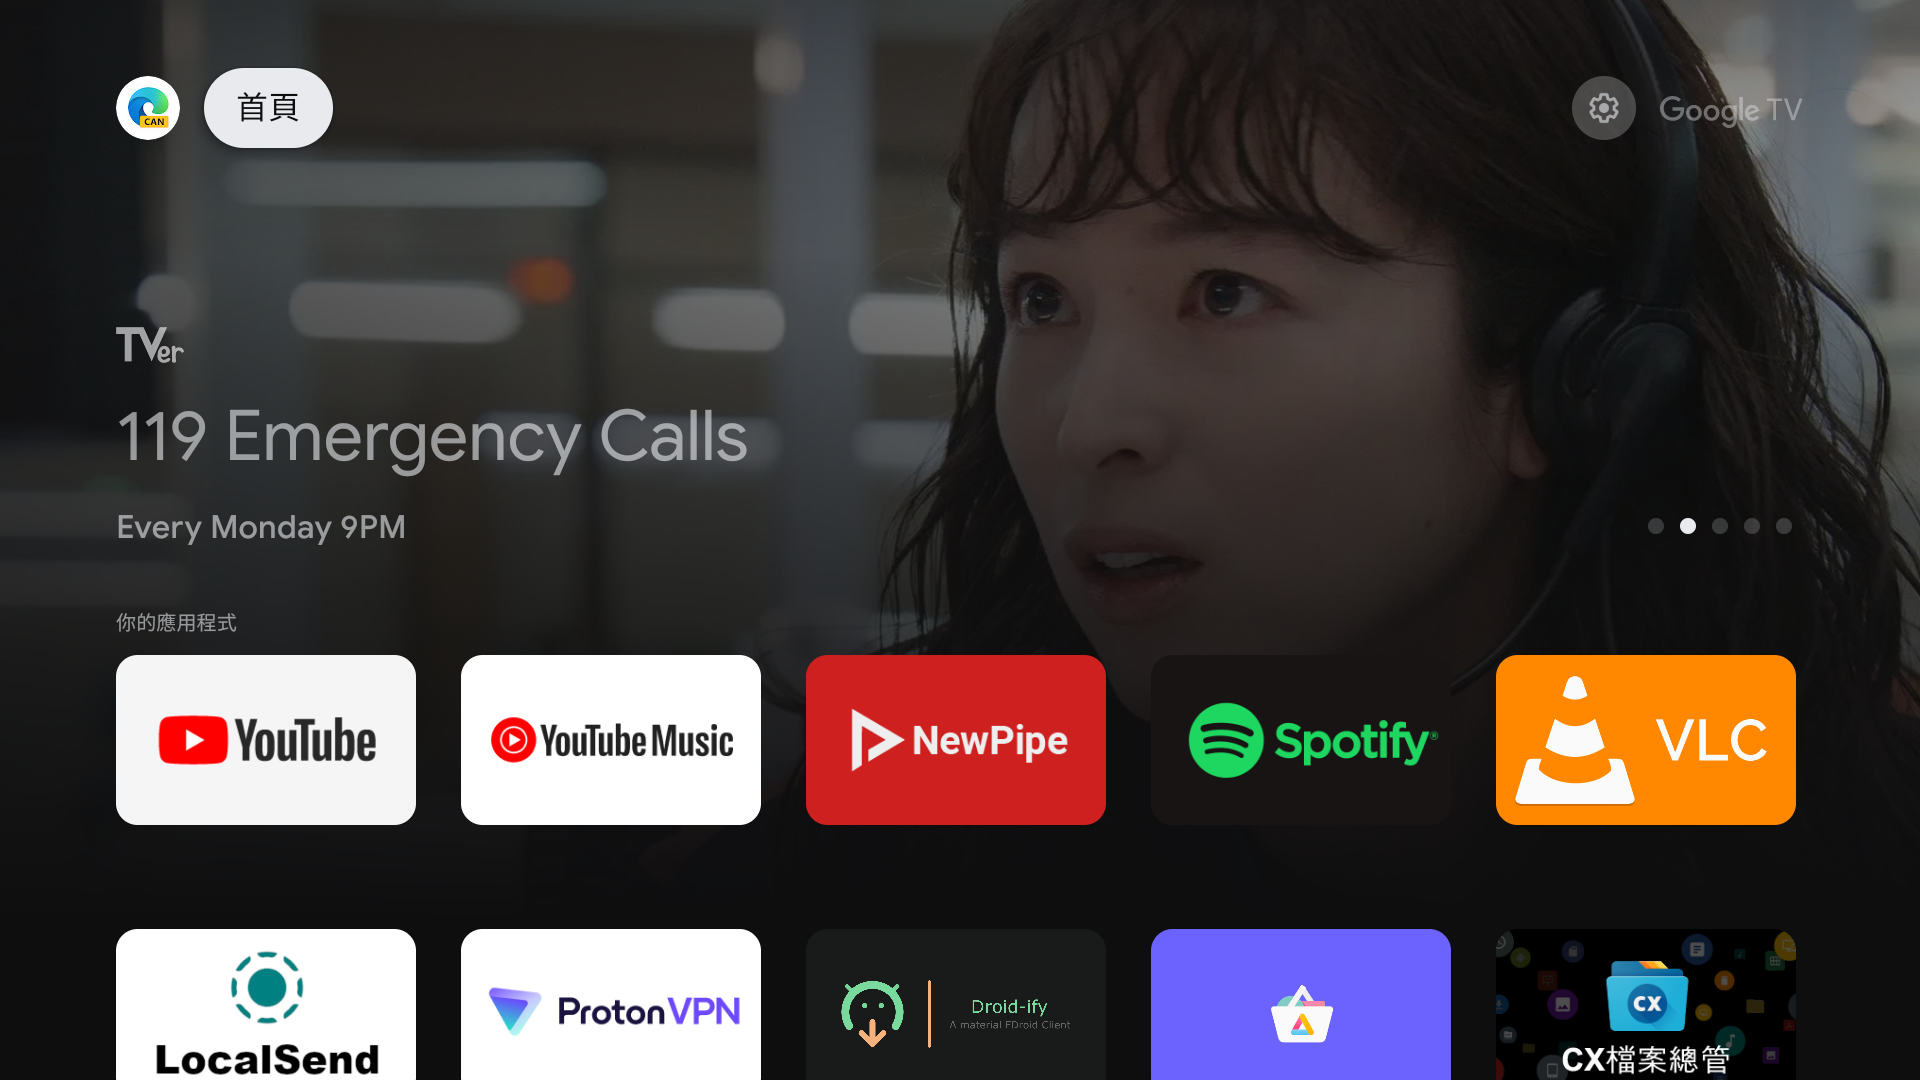 CAN
首頁
Google TV
TVer
119 Emergency Calls
Every Monday 9PM
你的應用程式
YouTube
YouTube Music
NewPipe
Spotify®
VLC
LocalSend
ProtonVPN
Droid-ify
A material FDroid Client
CX
CX檔案總管